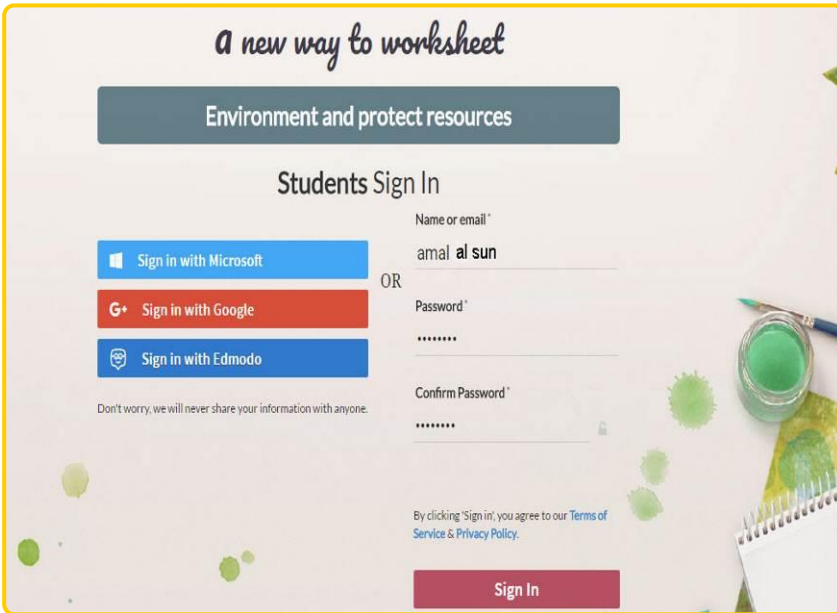 a new way to worksheet
Environment and protect resources
Students Sign In
Sign in with Microsoft
G+ Sign in with Google
Sign in with Edmodo
Don't worry, we will never share your information with anyone.
OR
Name or email*
amal al sun
Password*
••••••••
Confirm Password*
••••••••
By clicking 'Sign in', you agree to our Terms of
Service & Privacy Policy.
Sign In